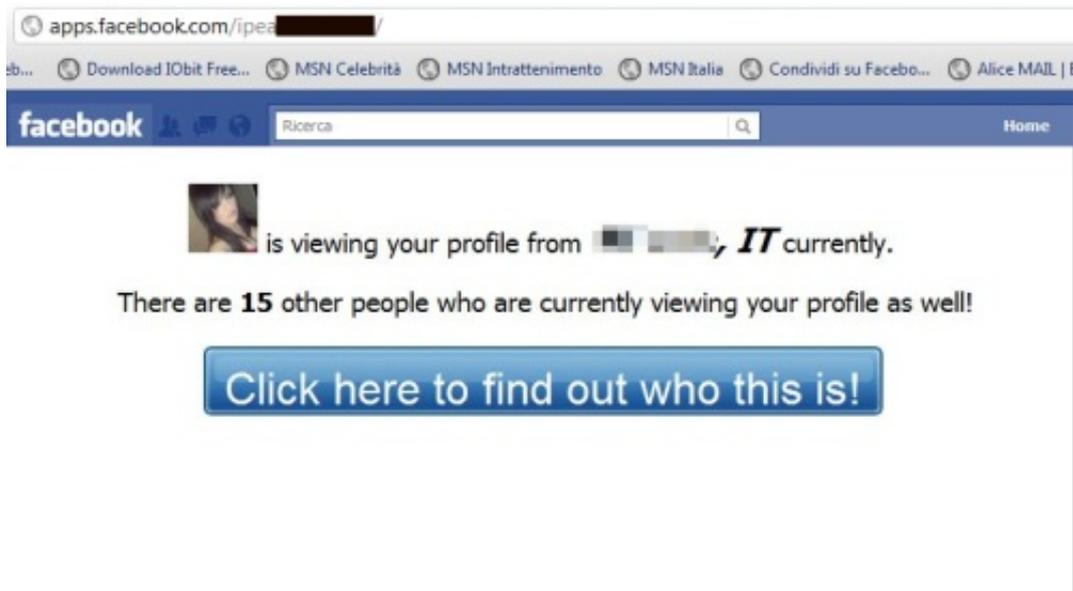 apps.facebook.com/ipea /
eb... Download IObit Free... MSN Celebrità MSN Intrattenimento MSN Italia Condividi su Facebo... Alice MAIL |
facebook Ricerca Home
is viewing your profile from , IT currently.
There are 15 other people who are currently viewing your profile as well!
Click here to find out who this is!